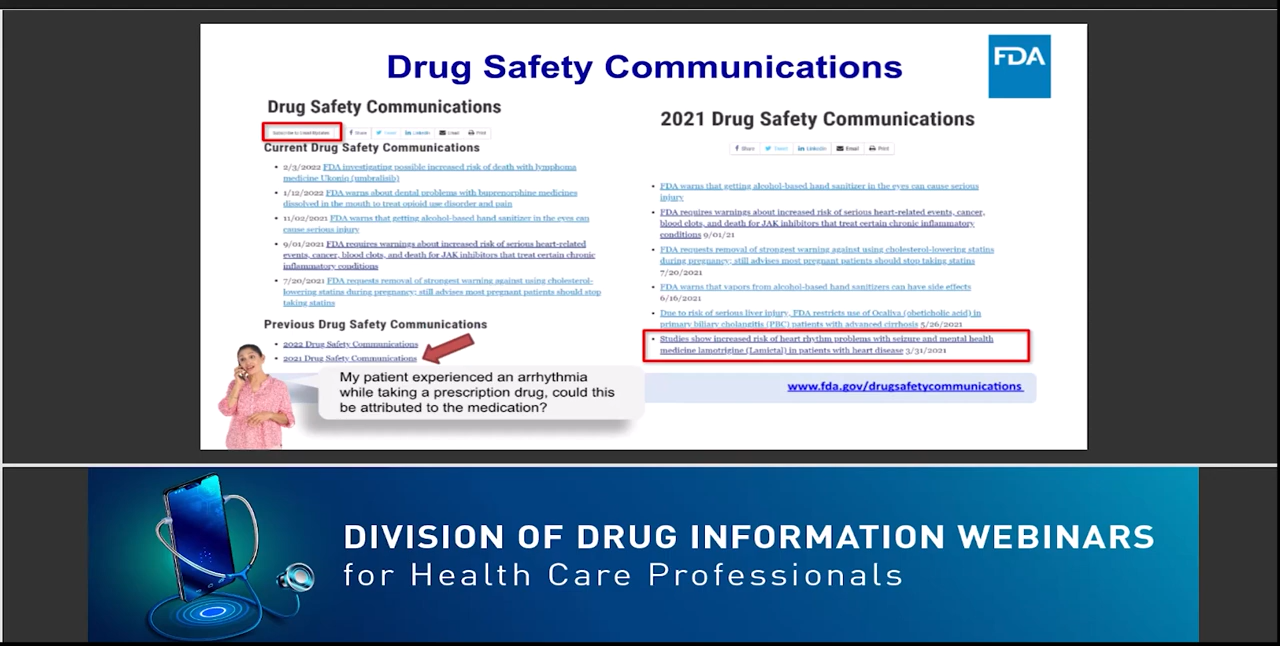 Drug Safety Communications
FDA
Drug Safety Communications
Subscribe to Email Updates
Share Tweet Linkedin Email Print
Current Drug Safety Communications
• 2/3/2022 FDA investigating possible increased risk of death with lymphoma
medicine Ukoniq (umbralisib)
• 1/12/2022 FDA warns about dental problems with buprenorphine medicines
dissolved in the mouth to treat opioid use disorder and pain
• 11/02/2021 FDA warns that getting alcohol-based hand sanitizer in the eyes can
cause serious injury
• 9/01/2021 FDA requires warnings about increased risk of serious heart-related
events, cancer, blood clots, and death for JAK inhibitors that treat certain chronic
inflammatory conditions
• 7/20/2021 FDA requests removal of strongest warning against using cholesterol-
lowering statins during pregnancy; still advises most pregnant patients should stop
taking statins
Previous Drug Safety Communications
• 2022 Drug Safety Communications
• 2021 Drug Safety Communications
My patient experienced an arrhythmia
while taking a prescription drug, could this
be attributed to the medication?
2021 Drug Safety Communications
Share Tweet Linkedin Email Print
• FDA warns that getting alcohol-based hand sanitizer in the eyes can cause serious
injury
• FDA requires warnings about increased risk of serious heart-related events, cancer,
blood clots, and death for JAK inhibitors that treat certain chronic inflammatory
conditions 9/01/21
• FDA requests removal of strongest warning against using cholesterol-lowering statins
during pregnancy; still advises most pregnant patients should stop taking statins
7/20/2021
• FDA warns that vapors from alcohol-based hand sanitizers can have side effects
6/16/2021
• Due to risk of serious liver injury, FDA restricts use of Ocaliva (obeticholic acid) in
primary biliary cholangitis (PBC) patients with advanced cirrhosis 5/26/2021
• Studies show increased risk of heart rhythm problems with seizure and mental health
medicine lamotrigine (Lamictal) in patients with heart disease 3/31/2021
www.fda.gov/drugsafetycommunications
DIVISION OF DRUG INFORMATION WEBINARS
for Health Care Professionals